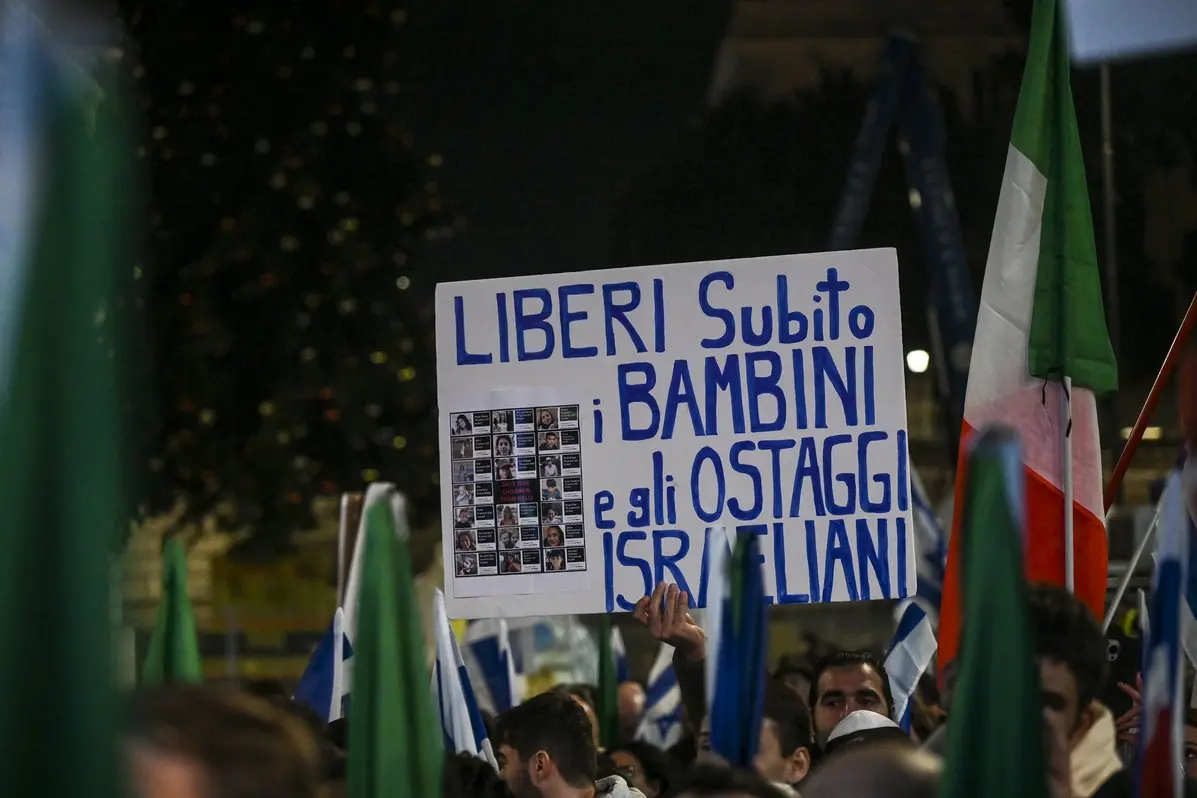 LIBERI Subito
i BAMBINI
e gli OSTAGGI
ISRAELIANI